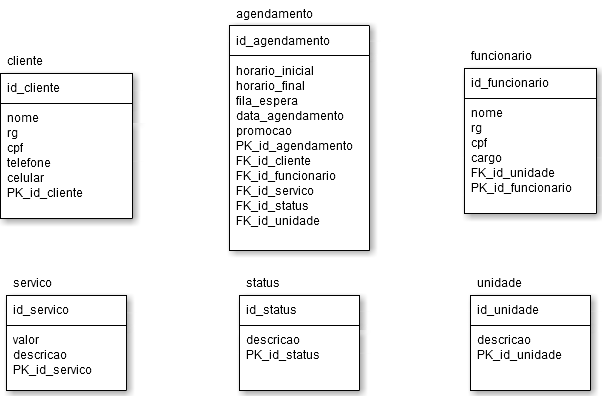 cliente
id_cliente
nome
rg
cpf
telefone
celular
PK_id_cliente
agendamento
id_agendamento
horario_inicial
horario_final
fila_espera
data_agendamento
promocao
PK_id_agendamento
FK_id_cliente
FK_id_funcionario
FK_id_servico
FK_id_status
FK_id_unidade
funcionario
id_funcionario
nome
rg
cpf
cargo
FK_id_unidade
PK_id_funcionario
servico
id_servico
valor
descricao
PK_id_servico
status
id_status
descricao
PK_id_status
unidade
id_unidade
descricao
PK_id_unidade